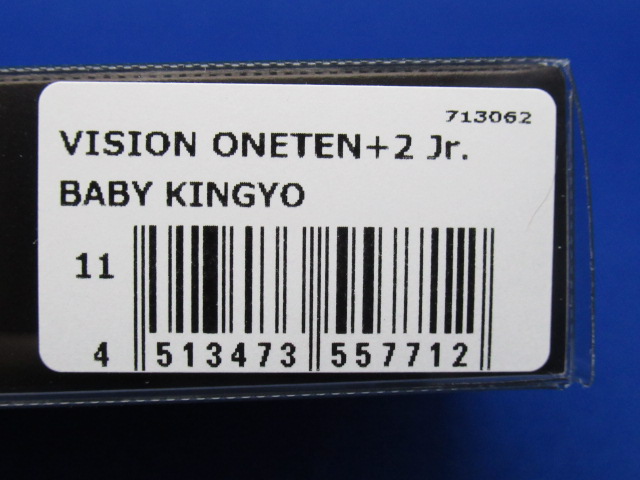 713062
VISION ONETEN+2 Jr.
BABY KINGYO
11
4 513473 557712